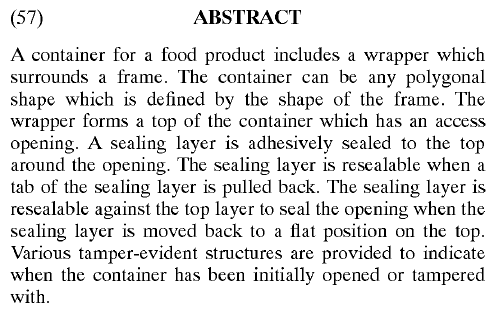 (57) ABSTRACT
A container for a food product includes a wrapper which
surrounds a frame. The container can be any polygonal
shape which is defined by the shape of the frame. The
wrapper forms a top of the container which has an access
opening. A sealing layer is adhesively sealed to the top
around the opening. The sealing layer is resealable when a
tab of the sealing layer is pulled back. The sealing layer is
resealable against the top layer to seal the opening when the
sealing layer is moved back to a flat position on the top.
Various tamper-evident structures are provided to indicate
when the container has been initially opened or tampered
with.